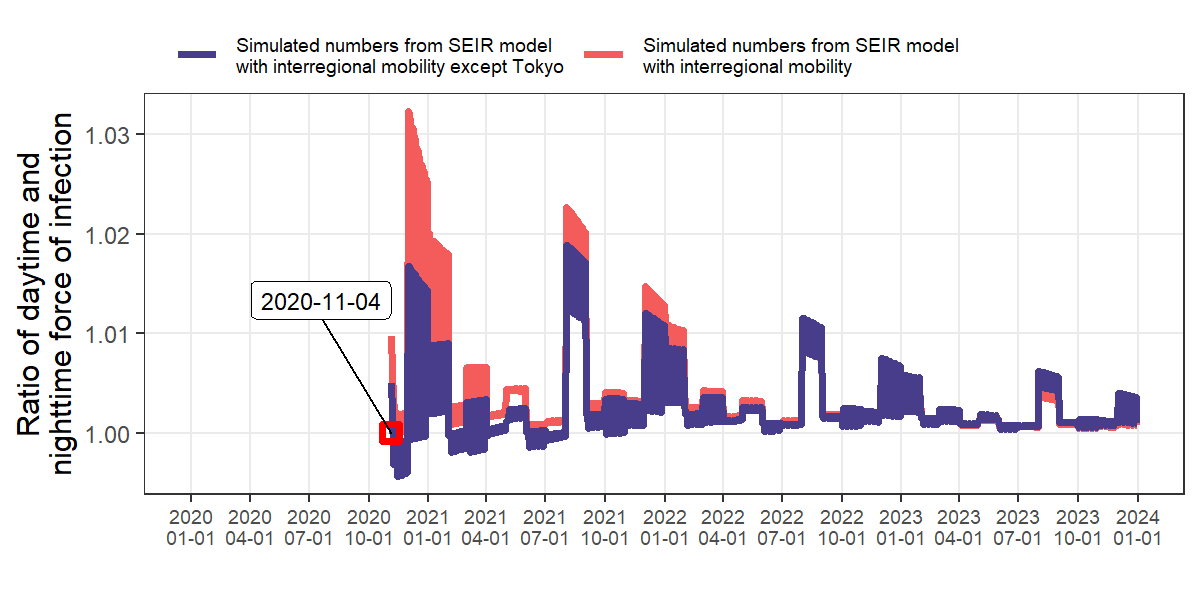 Simulated numbers from SEIR model
with interregional mobility except Tokyo
Simulated numbers from SEIR model
with interregional mobility
Ratio of daytime and
nighttime force of infection
1.03
1.02
1.01
1.00
2020-11-04
2020 2020 2020 2020 2021 2021 2021 2021 2022 2022 2022 2022 2023 2023 2023 2023 2024
01-01 04-01 07-01 10-01 01-01 04-01 07-01 10-01 01-01 04-01 07-01 10-01 01-01 04-01 07-01 10-01 01-01